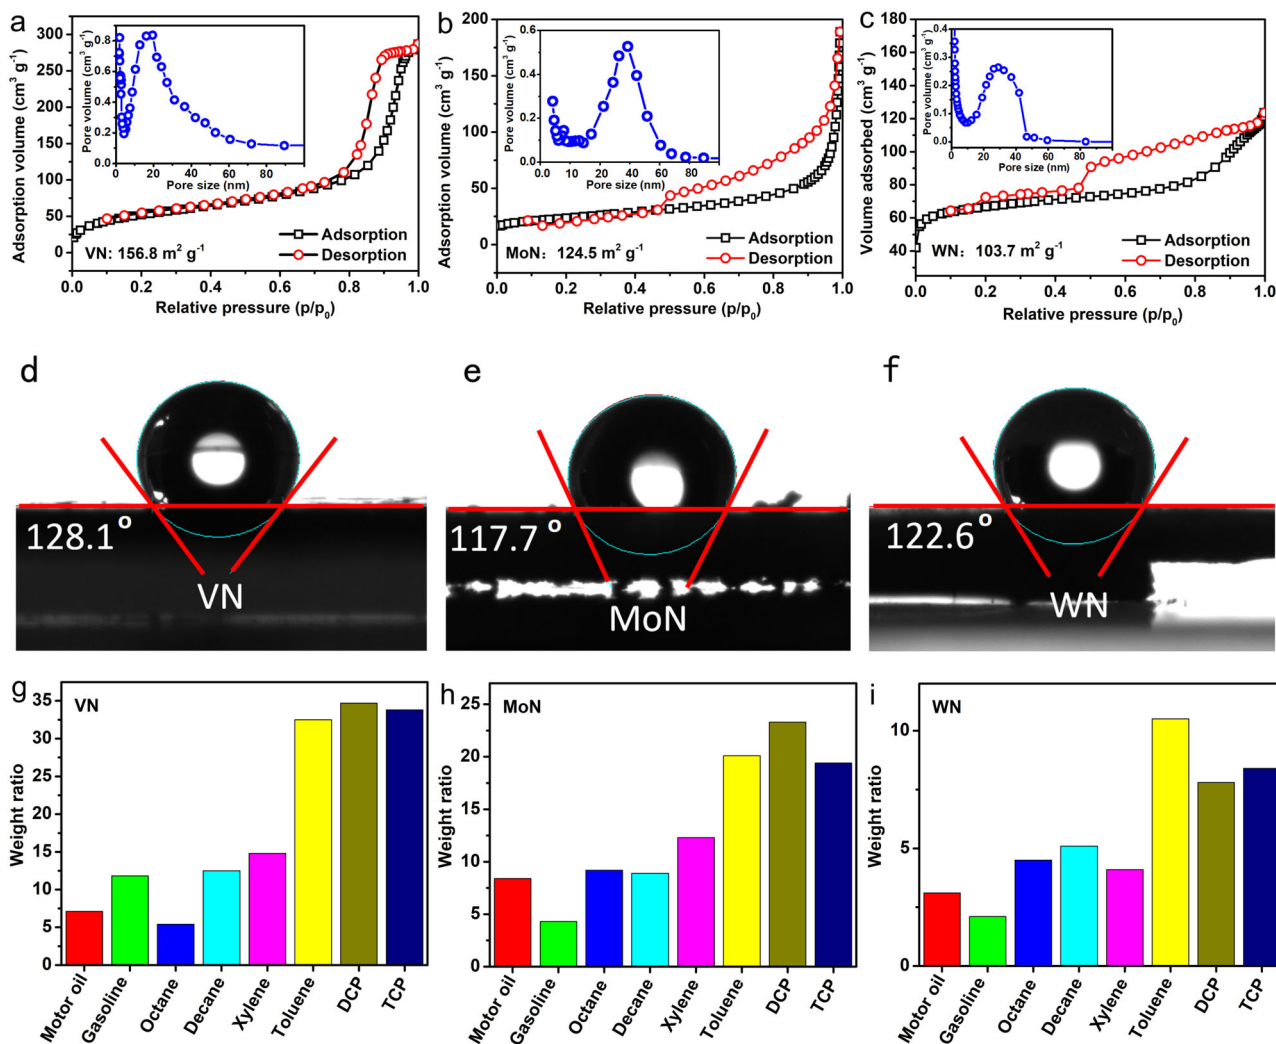 a
Adsorption volume (cm³ g⁻¹)
300
250
200
150
100
50
0
Pore volume (cm³ g⁻¹)
0.8
0.6
0.4
0.2
0.0
0 20 40 60 80
Pore size (nm)
VN: 156.8 m² g⁻¹
Adsorption
Desorption
0.0 0.2 0.4 0.6 0.8 1.0
Relative pressure (p/p₀)
b
Adsorption volume (cm³ g⁻¹)
200
175
150
125
100
75
50
25
0
Pore volume (cm³ g⁻¹)
0.6
0.4
0.2
0.0
0.0 10 20 40 60 80
Pore size (nm)
MoN: 124.5 m² g⁻¹
Adsorption
Desorption
0.0 0.2 0.4 0.6 0.8 1.0
Relative pressure (p/p₀)
c
Volume adsorbed (cm³ g⁻¹)
180
160
140
120
100
80
60
40
Pore volume (cm³ g⁻¹)
0.4
0.3
0.2
0.1
0.0
0 20 40 60 80 100
Pore size (nm)
WN: 103.7 m² g⁻¹
Adsorption
Desorption
0.0 0.2 0.4 0.6 0.8 1.0
Relative pressure (p/p₀)
d
128.1°
VN
e
117.7°
MoN
f
122.6°
WN
g
VN
Weight ratio
35
30
25
20
15
10
5
0
Motor oil
Gasoline
Octane
Decane
Xylene
Toluene
DCP
TCP
h
MoN
Weight ratio
25
20
15
10
5
0
Motor oil
Gasoline
Octane
Decane
Xylene
Toluene
DCP
TCP
i
WN
Weight ratio
10
5
0
Motor oil
Gasoline
Octane
Decane
Xylene
Toluene
DCP
TCP